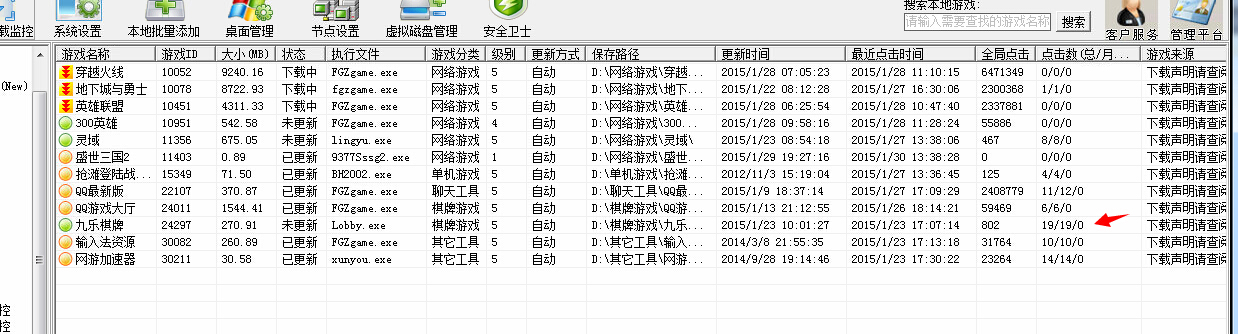 搜索本地游戏:
载监控 系统设置 本地批量添加 桌面管理 节点设置 虚拟磁盘管理 安全卫士 请输入需要查找的游戏名称 搜索 客户服务 管理平台
游戏名称 游戏ID 大小(MB) 状态 执行文件 游戏分类 级别 更新方式 保存路径 更新时间 最近点击时间 全局点击 点击数(总/月... 游戏来源
穿越火线 10052 9240.16 下载中 FGZgame.exe 网络游戏 5 自动 D:\网络游戏\穿越... 2015/1/28 07:05:23 2015/1/28 11:10:15 6471349 0/0/0 下载声明请查阅
(New) 地下城与勇士 10078 8722.93 下载中 fgzgame.exe 网络游戏 5 自动 D:\网络游戏\地下... 2015/1/22 08:12:28 2015/1/27 16:30:06 2300368 1/1/0 下载声明请查阅
英雄联盟 10451 4311.33 下载中 FGZgame.exe 网络游戏 5 自动 D:\网络游戏\英雄... 2015/1/28 06:25:54 2015/1/28 10:47:40 2337881 0/0/0 下载声明请查阅
300英雄 10951 542.58 未更新 FGZgame.exe 网络游戏 4 自动 D:\网络游戏\300... 2015/1/28 09:58:16 2015/1/28 11:28:24 55886 0/0/0 下载声明请查阅
灵域 11356 675.05 未更新 lingyu.exe 网络游戏 5 自动 D:\网络游戏\灵域\ 2015/1/23 08:54:18 2015/1/27 13:38:06 467 8/8/0 下载声明请查阅
盛世三国2 11403 0.89 已更新 9377Sssg2.exe 网络游戏 1 自动 D:\网络游戏\盛世... 2015/1/29 19:27:16 2015/1/30 13:38:28 0 0/0/0 下载声明请查阅
抢滩登陆战... 15349 71.50 已更新 BH2002.exe 单机游戏 5 自动 D:\单机游戏\抢滩... 2012/11/3 15:19:04 2015/1/27 13:36:45 125 4/4/0 下载声明请查阅
QQ最新版 22107 370.87 已更新 FGZgame.exe 聊天工具 5 自动 D:\聊天工具\QQ最... 2015/1/9 18:37:14 2015/1/27 17:09:29 2408779 11/12/0 下载声明请查阅
QQ游戏大厅 24011 1544.41 已更新 FGZgame.exe 棋牌游戏 5 自动 D:\棋牌游戏\QQ游... 2015/1/13 21:12:55 2015/1/26 18:14:21 59469 6/6/0 下载声明请查阅
九乐棋牌 24297 270.91 未更新 Lobby.exe 棋牌游戏 5 自动 D:\棋牌游戏\九乐... 2015/1/23 10:01:27 2015/1/23 17:07:14 802 19/19/0 下载声明请查阅
输入法资源 30082 260.89 已更新 FGZgame.exe 其它工具 5 自动 D:\其它工具\输入... 2014/3/8 21:55:35 2015/1/23 17:13:18 31764 10/10/0 下载声明请查阅
网游加速器 30211 30.58 已更新 xunyou.exe 其它工具 5 自动 D:\其它工具\网游... 2014/9/28 19:14:46 2015/1/23 17:30:22 23264 14/14/0 下载声明请查阅
控
控